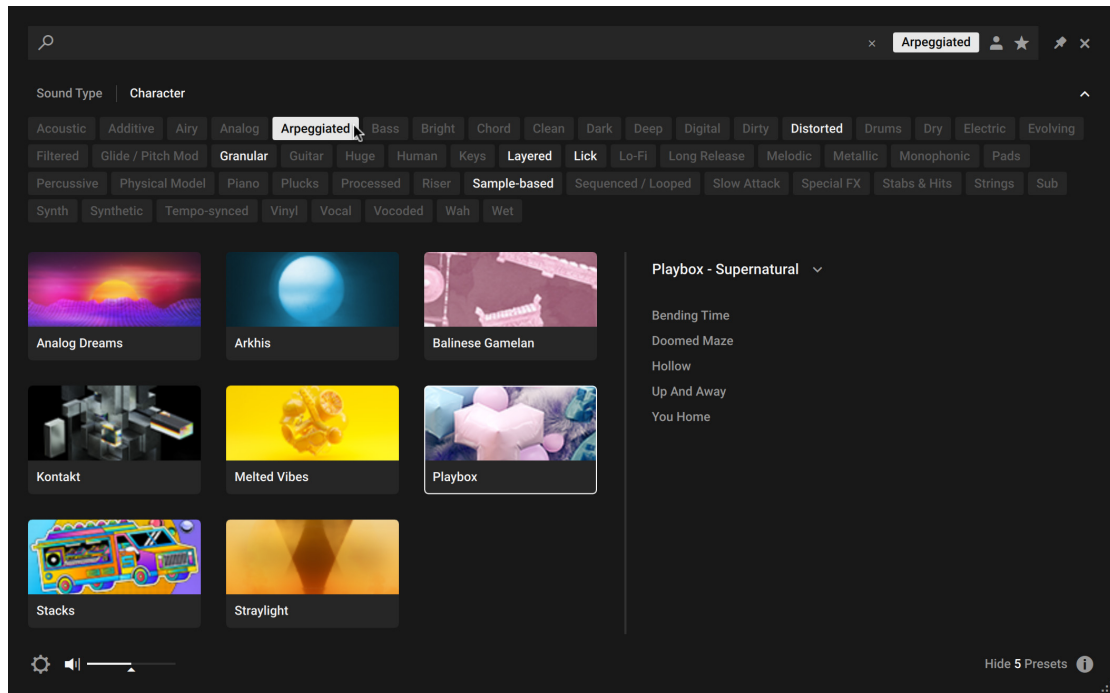 Arpeggiated
Sound Type Character
Acoustic Additive Airy Analog Arpeggiated Bass Bright Chord Clean Dark Deep Digital Dirty Distorted Drums Dry Electric Evolving
Filtered Glide / Pitch Mod Granular Guitar Huge Human Keys Layered Lick Lo-Fi Long Release Melodic Metallic Monophonic Pads
Percussive Physical Model Piano Plucks Processed Riser Sample-based Sequenced / Looped Slow Attack Special FX Stabs & Hits Strings Sub
Synth Synthetic Tempo-synced Vinyl Vocal Vocoded Wah Wet
Analog Dreams
Arkhis
Balinese Gamelan
Kontakt
Melted Vibes
Playbox
Stacks
Straylight
Playbox - Supernatural
Bending Time
Doomed Maze
Hollow
Up And Away
You Home
Hide 5 Presets